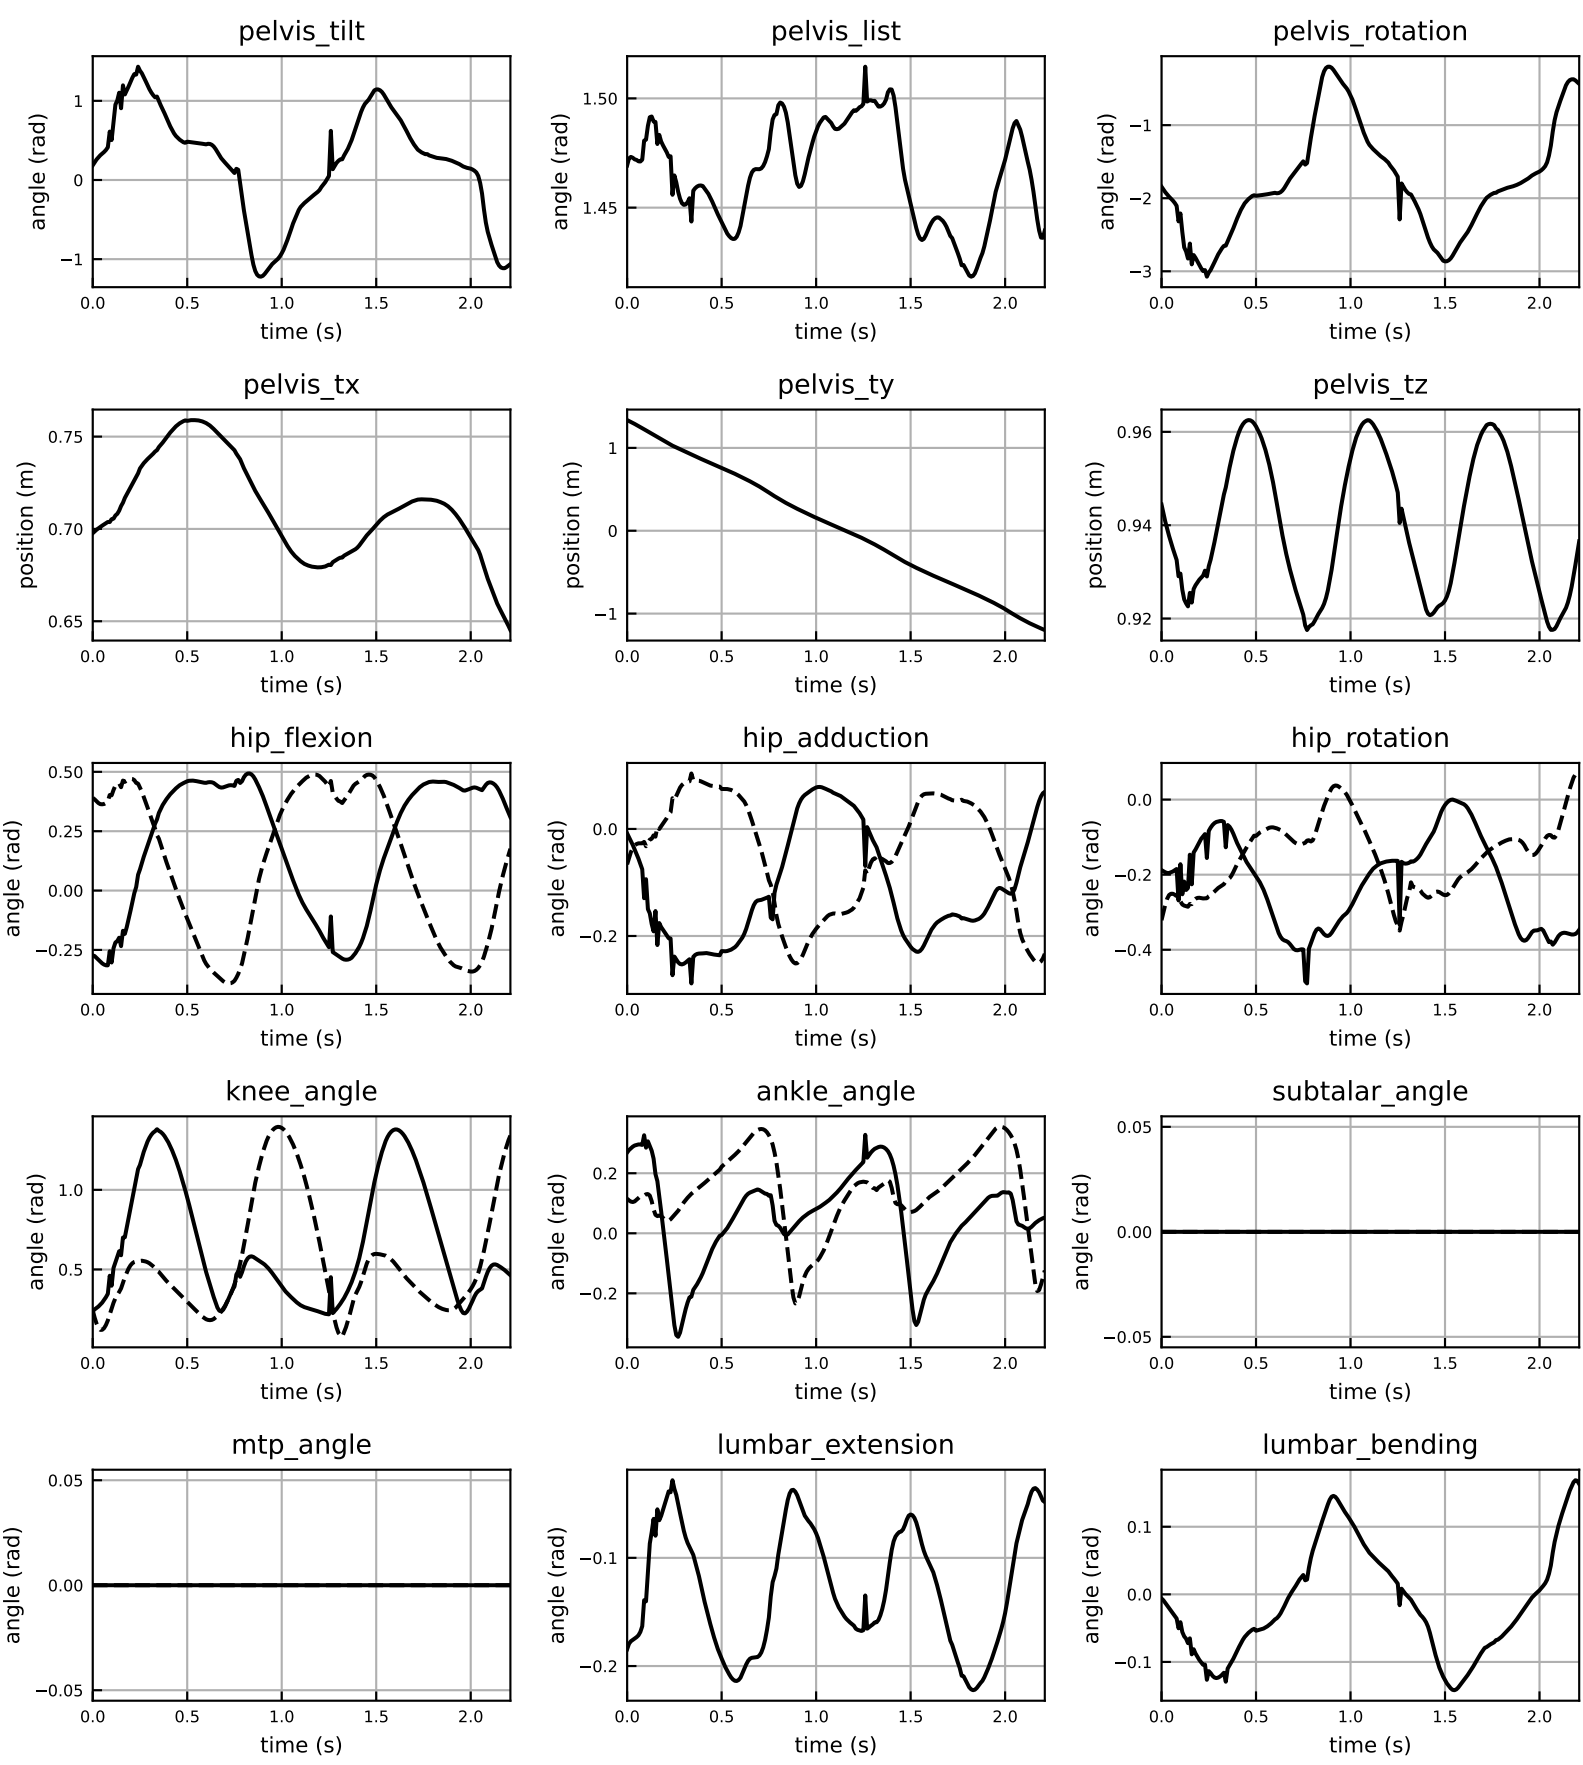 pelvis_tilt
angle (rad)
1
0
−1
0.0 0.5 1.0 1.5 2.0
time (s)
pelvis_list
angle (rad)
1.50
1.45
0.0 0.5 1.0 1.5 2.0
time (s)
pelvis_rotation
angle (rad)
−1
−2
−3
0.0 0.5 1.0 1.5 2.0
time (s)
pelvis_tx
position (m)
0.75
0.70
0.65
0.0 0.5 1.0 1.5 2.0
time (s)
pelvis_ty
position (m)
1
0
−1
0.0 0.5 1.0 1.5 2.0
time (s)
pelvis_tz
position (m)
0.96
0.94
0.92
0.0 0.5 1.0 1.5 2.0
time (s)
hip_flexion
angle (rad)
0.50
0.25
0.00
−0.25
0.0 0.5 1.0 1.5 2.0
time (s)
hip_adduction
angle (rad)
0.0
−0.2
0.0 0.5 1.0 1.5 2.0
time (s)
hip_rotation
angle (rad)
0.0
−0.2
−0.4
0.0 0.5 1.0 1.5 2.0
time (s)
knee_angle
angle (rad)
1.0
0.5
0.0 0.5 1.0 1.5 2.0
time (s)
ankle_angle
angle (rad)
0.2
0.0
−0.2
0.0 0.5 1.0 1.5 2.0
time (s)
subtalar_angle
angle (rad)
0.05
0.00
−0.05
0.0 0.5 1.0 1.5 2.0
time (s)
mtp_angle
angle (rad)
0.05
0.00
−0.05
0.0 0.5 1.0 1.5 2.0
time (s)
lumbar_extension
angle (rad)
−0.1
−0.2
0.0 0.5 1.0 1.5 2.0
time (s)
lumbar_bending
angle (rad)
0.1
0.0
−0.1
0.0 0.5 1.0 1.5 2.0
time (s)